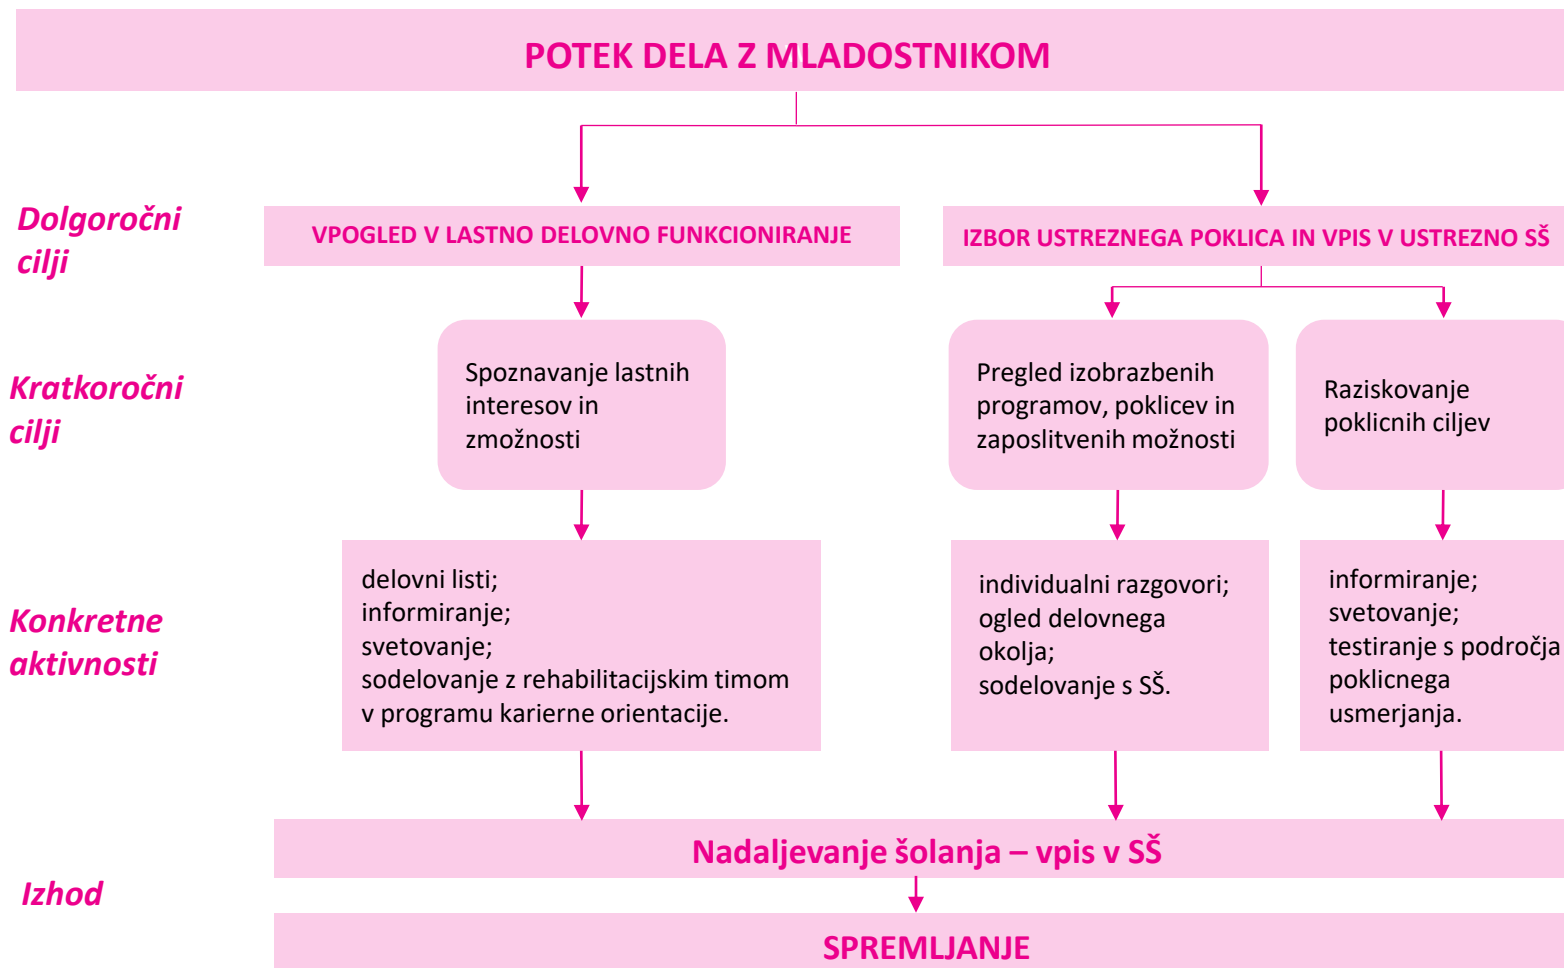 POTEK DELA Z MLADOSTNIKOM
Dolgoročni
cilji
VPOGLED V LASTNO DELOVNO FUNKCIONIRANJE
IZBOR USTREZNEGA POKLICA IN VPIS V USTREZNO SŠ
Kratkoročni
cilji
Spoznavanje lastnih
interesov in
zmožnosti
Pregled izobrazbenih
programov, poklicev in
zaposlitvenih možnosti
Raziskovanje
poklicnih ciljev
Konkretne
aktivnosti
delovni listi;
informiranje;
svetovanje;
sodelovanje z rehabilitacijskim timom
v programu karierne orientacije.
individualni razgovori;
ogled delovnega
okolja;
sodelovanje s SŠ.
informiranje;
svetovanje;
testiranje s področja
poklicnega
usmerjanja.
Izhod
Nadaljevanje šolanja – vpis v SŠ
SPREMLJANJE